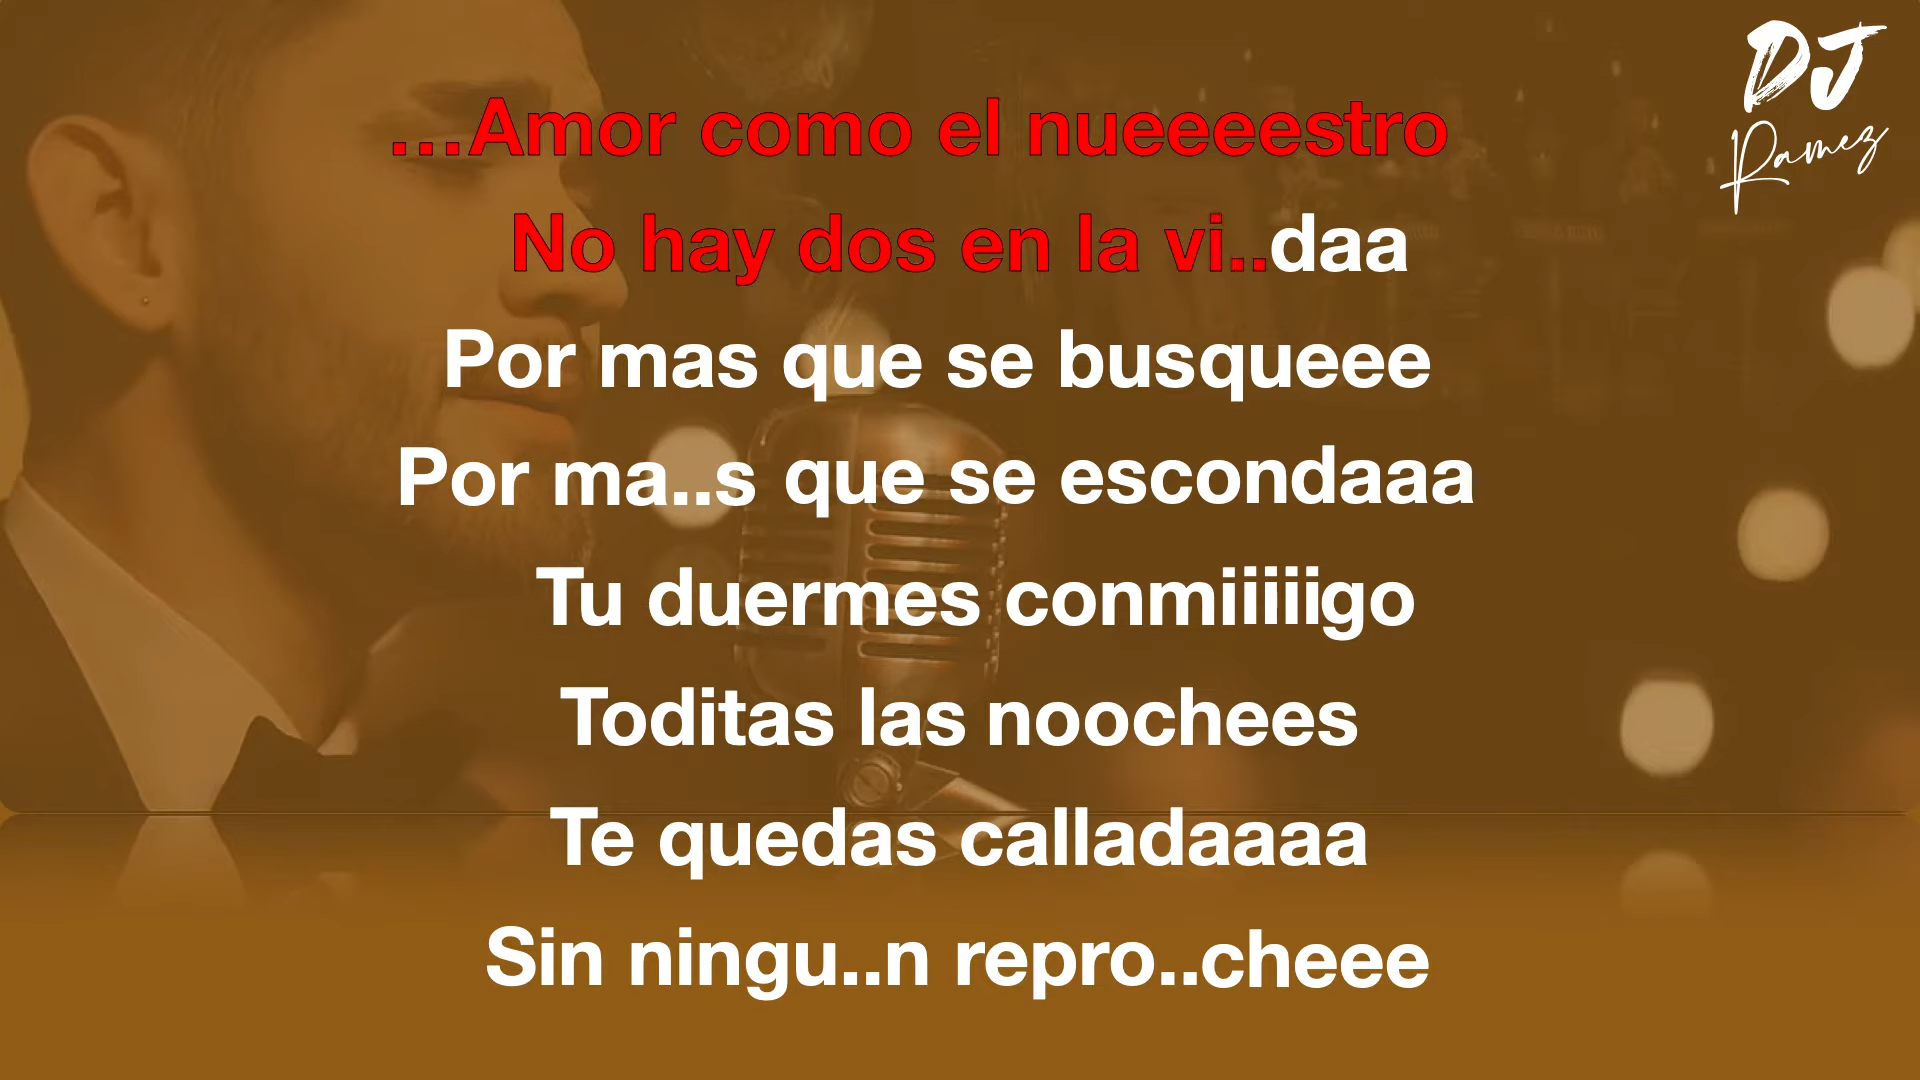 DJ
Ramez
...Amor como el nueeeestro
No hay dos en la vi..daa
Por mas que se busqueee
Por ma..s que se escondaaa
Tu duermes conmiiiiigo
Toditas las noochees
Te quedas calladaaaa
Sin ningu..n repro..cheee